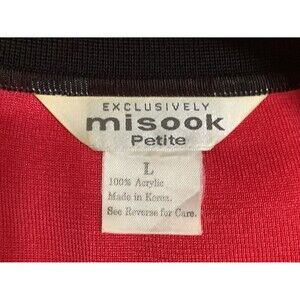 EXCLUSIVELY
misook
Petite
L
100% Acrylic
Made in Korea.
See Reverse for Care.